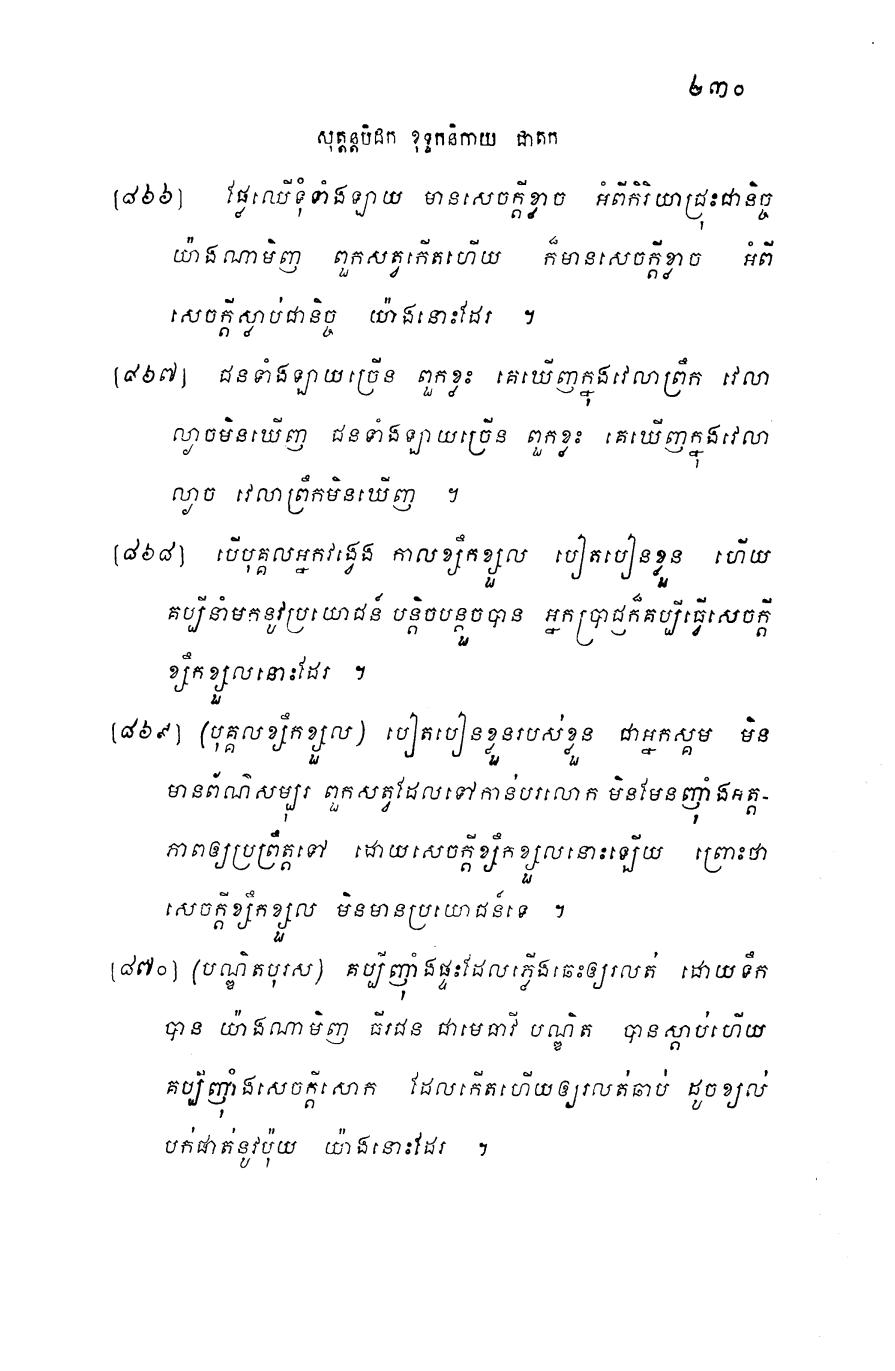 ២៣០
សុត្តន្តបិដក ខុទ្ទកនិកាយ ជាតក
[៨៦៦] ផ្លែឈើទុំទាំងឡាយ មានសេចក្តីខ្លាច អំពីកិរិយាជ្រុះជានិច្ច
យ៉ាងណាមិញ ពួកសត្វកើតហើយ ក៏មានសេចក្តីខ្លាច អំពី
សេចក្តីស្លាប់ជានិច្ច យ៉ាងនោះដែរ ។
[៨៦៧] ជនទាំងឡាយច្រើន ពួកខ្លះ គេឃើញក្នុងវេលាព្រឹក វេលា
ល្ងាចមិនឃើញ ជនទាំងឡាយច្រើន ពួកខ្លះ គេឃើញក្នុងវេលា
ល្ងាច វេលាព្រឹកមិនឃើញ ។
[៨៦៨] បើបុគ្គលអ្នកវង្វេង កាលខ្សឹកខ្សួល បៀតបៀនខ្លួន ហើយ
គប្បីនាំមកនូវប្រយោជន៍ បន្តិចបន្តួចបាន អ្នកប្រាជ្ញក៏គប្បីធ្វើសេចក្តី
ខ្សឹកខ្សួលនោះដែរ ។
[៨៦៩] (បុគ្គលខ្សឹកខ្សួល) បៀតបៀនខ្លួនរបស់ខ្លួន ជាអ្នកស្គម មិន
មានព័ណ៌សម្បុរ ពួកសត្វដែលទៅកាន់បរលោក មិនមែនញ៉ាំងអត្ត-
ភាពឲ្យប្រព្រឹត្តទៅ ដោយសេចក្តីខ្សឹកខ្សួលនោះឡើយ ព្រោះថា
សេចក្តីខ្សឹកខ្សួល មិនមានប្រយោជន៍ទេ ។
[៨៧០] (បណ្ឌិតបុរស) គប្បីញ៉ាំងផ្ទះដែលភ្លើងឆេះឲ្យរលត់ ដោយទឹក
បាន យ៉ាងណាមិញ ធីរជន ជាមេធាវី បណ្ឌិត បានស្តាប់ហើយ
គប្បីញ៉ាំងសេចក្តីសោក ដែលកើតហើយឲ្យរលត់ឆាប់ ដូចខ្យល់
បក់ផាត់នូវប៉ុយ យ៉ាងនោះដែរ ។